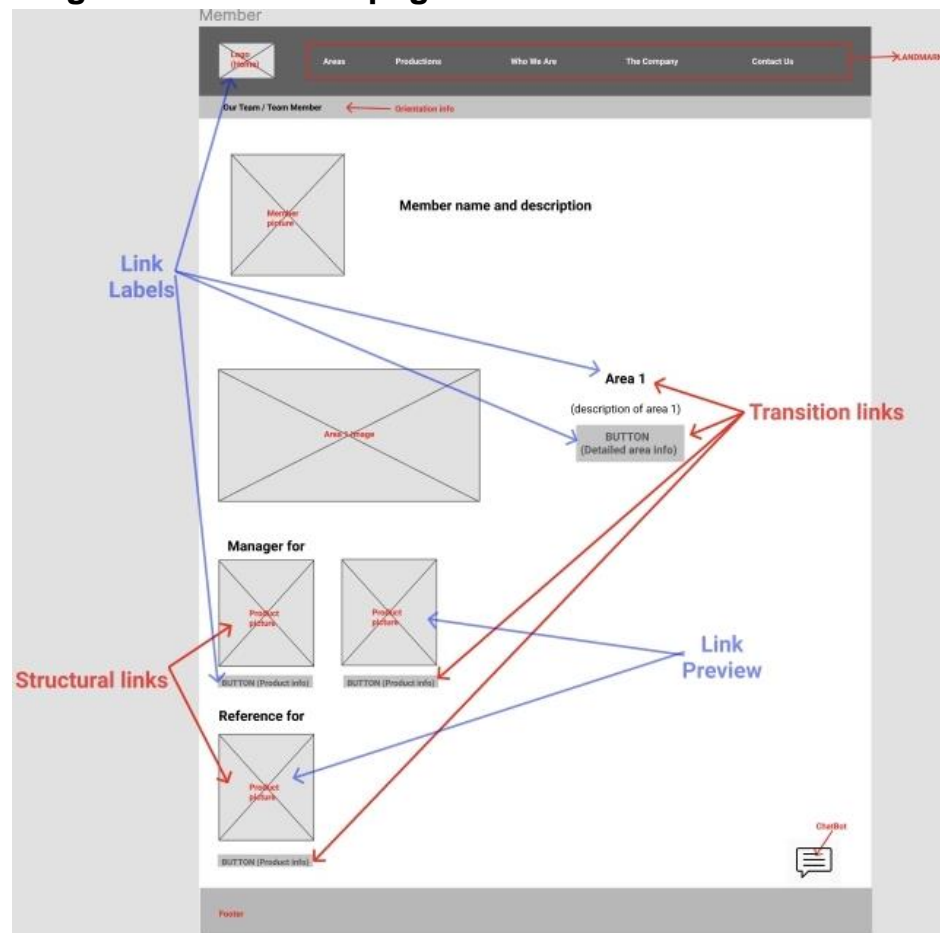 Member
Logo
(Home)
Areas
Productions
Who We Are
The Company
Contact Us
LANDMARK
Our Team / Team Member
Orientation info
Member
picture
Member name and description
Link
Labels
Area 1
(description of area 1)
BUTTON
(Detailed area info)
Transition links
Area 1 image
Manager for
Product
picture
Product
picture
BUTTON (Product info)
BUTTON (Product info)
Link
Preview
Structural links
Reference for
Product
picture
BUTTON (Product info)
ChatBot
Footer